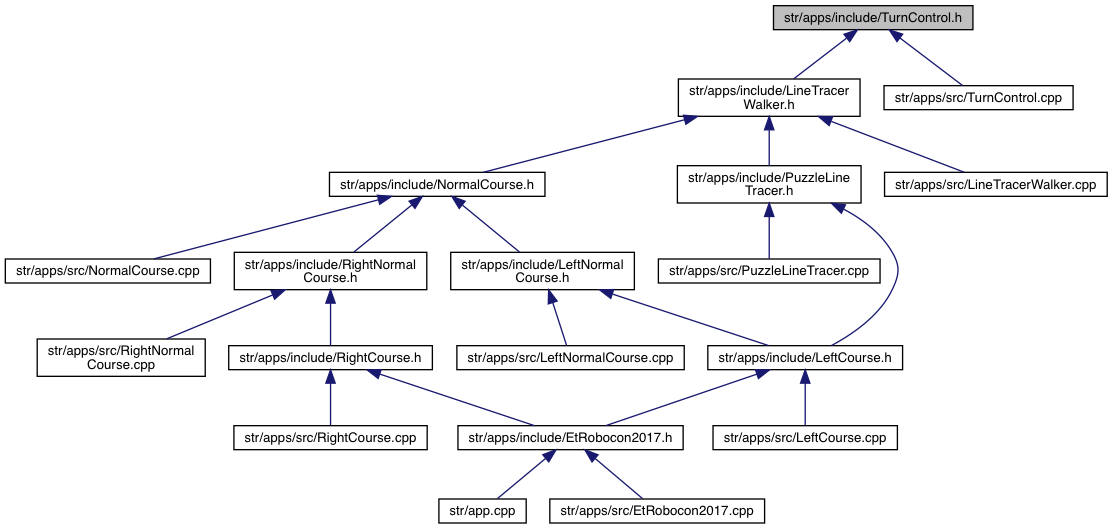 str/apps/include/TurnControl.h
str/apps/include/LineTracer
Walker.h
str/apps/src/TurnControl.cpp
str/apps/include/NormalCourse.h
str/apps/include/PuzzleLine
Tracer.h
str/apps/src/LineTracerWalker.cpp
str/apps/src/NormalCourse.cpp
str/apps/include/RightNormal
Course.h
str/apps/include/LeftNormal
Course.h
str/apps/src/PuzzleLineTracer.cpp
str/apps/src/RightNormal
Course.cpp
str/apps/include/RightCourse.h
str/apps/src/LeftNormalCourse.cpp
str/apps/include/LeftCourse.h
str/apps/src/RightCourse.cpp
str/apps/include/EtRobocon2017.h
str/apps/src/LeftCourse.cpp
str/app.cpp
str/apps/src/EtRobocon2017.cpp